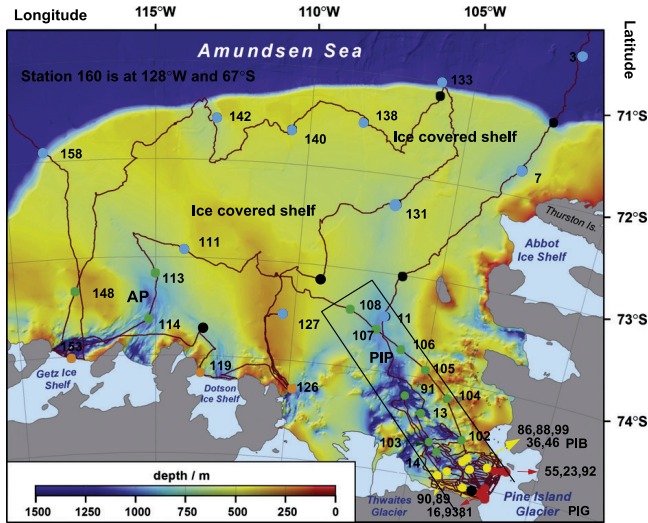 Longitude
115°W
110°W
105°W
Latitude
Amundsen Sea
3
Station 160 is at 128°W and 67°S
133
142
138
71°S
140
Ice covered shelf
158
7
Thurston Is.
Ice covered shelf
131
72°S
111
Abbot
Ice Shelf
113
148
AP
108
11
114
127
107
73°S
153
PIP
106
119
105
Getz Ice
Shelf
Dotson
Ice Shelf
126
91
104
13
74°S
86,88,99
103
102
36,46 PIB
14
depth / m
55,23,92
1500
1250
1000
750
500
250
0
Thwaites
Glacier
90,89
16,9381
Pine Island
Glacier PIG